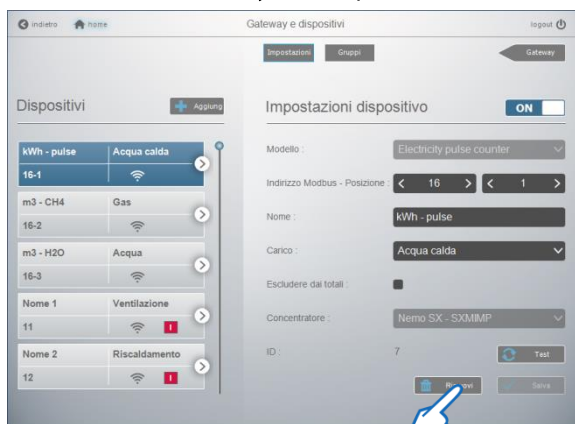 indietro home Gateway e dispositivi logout
Impostazioni Gruppi Gateway
Dispositivi Aggiung
kWh - pulse Acqua calda
16-1
m3 - CH4 Gas
16-2
m3 - H2O Acqua
16-3
Nome 1 Ventilazione
11 I
Nome 2 Riscaldamento
12 I
Impostazioni dispositivo ON
Modello : Electricity pulse counter
Indirizzo Modbus - Posizione : 16 1
Nome : kWh - pulse
Carico : Acqua calda
Escludere dai totali :
Concentratore : Nemo SX - SXMIMP
ID : 7 Test
Salva